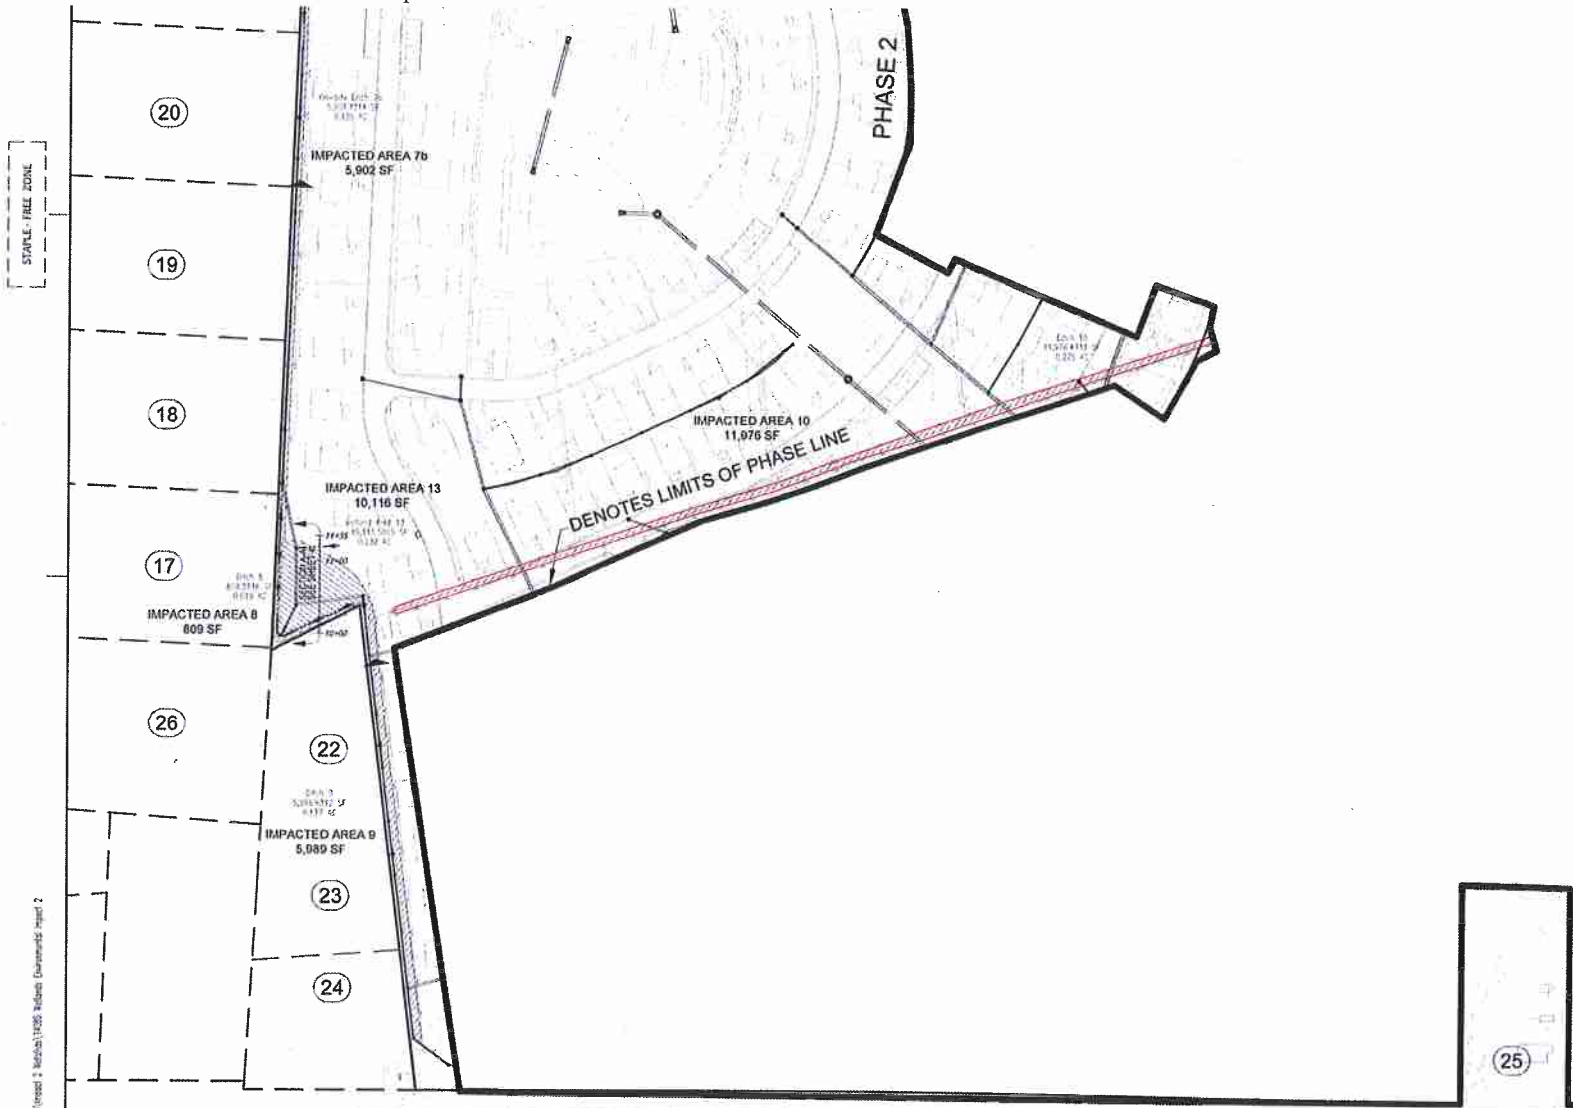 PHASE 2
20
IMPACTED AREA 7b
5,902 SF
STAPLE-FREE ZONE
19
18
IMPACTED AREA 10
11,976 SF
DENOTES LIMITS OF PHASE LINE
IMPACTED AREA 13
10,116 SF
17
IMPACTED AREA 8
809 SF
26
22
IMPACTED AREA 9
5,989 SF
23
24
25